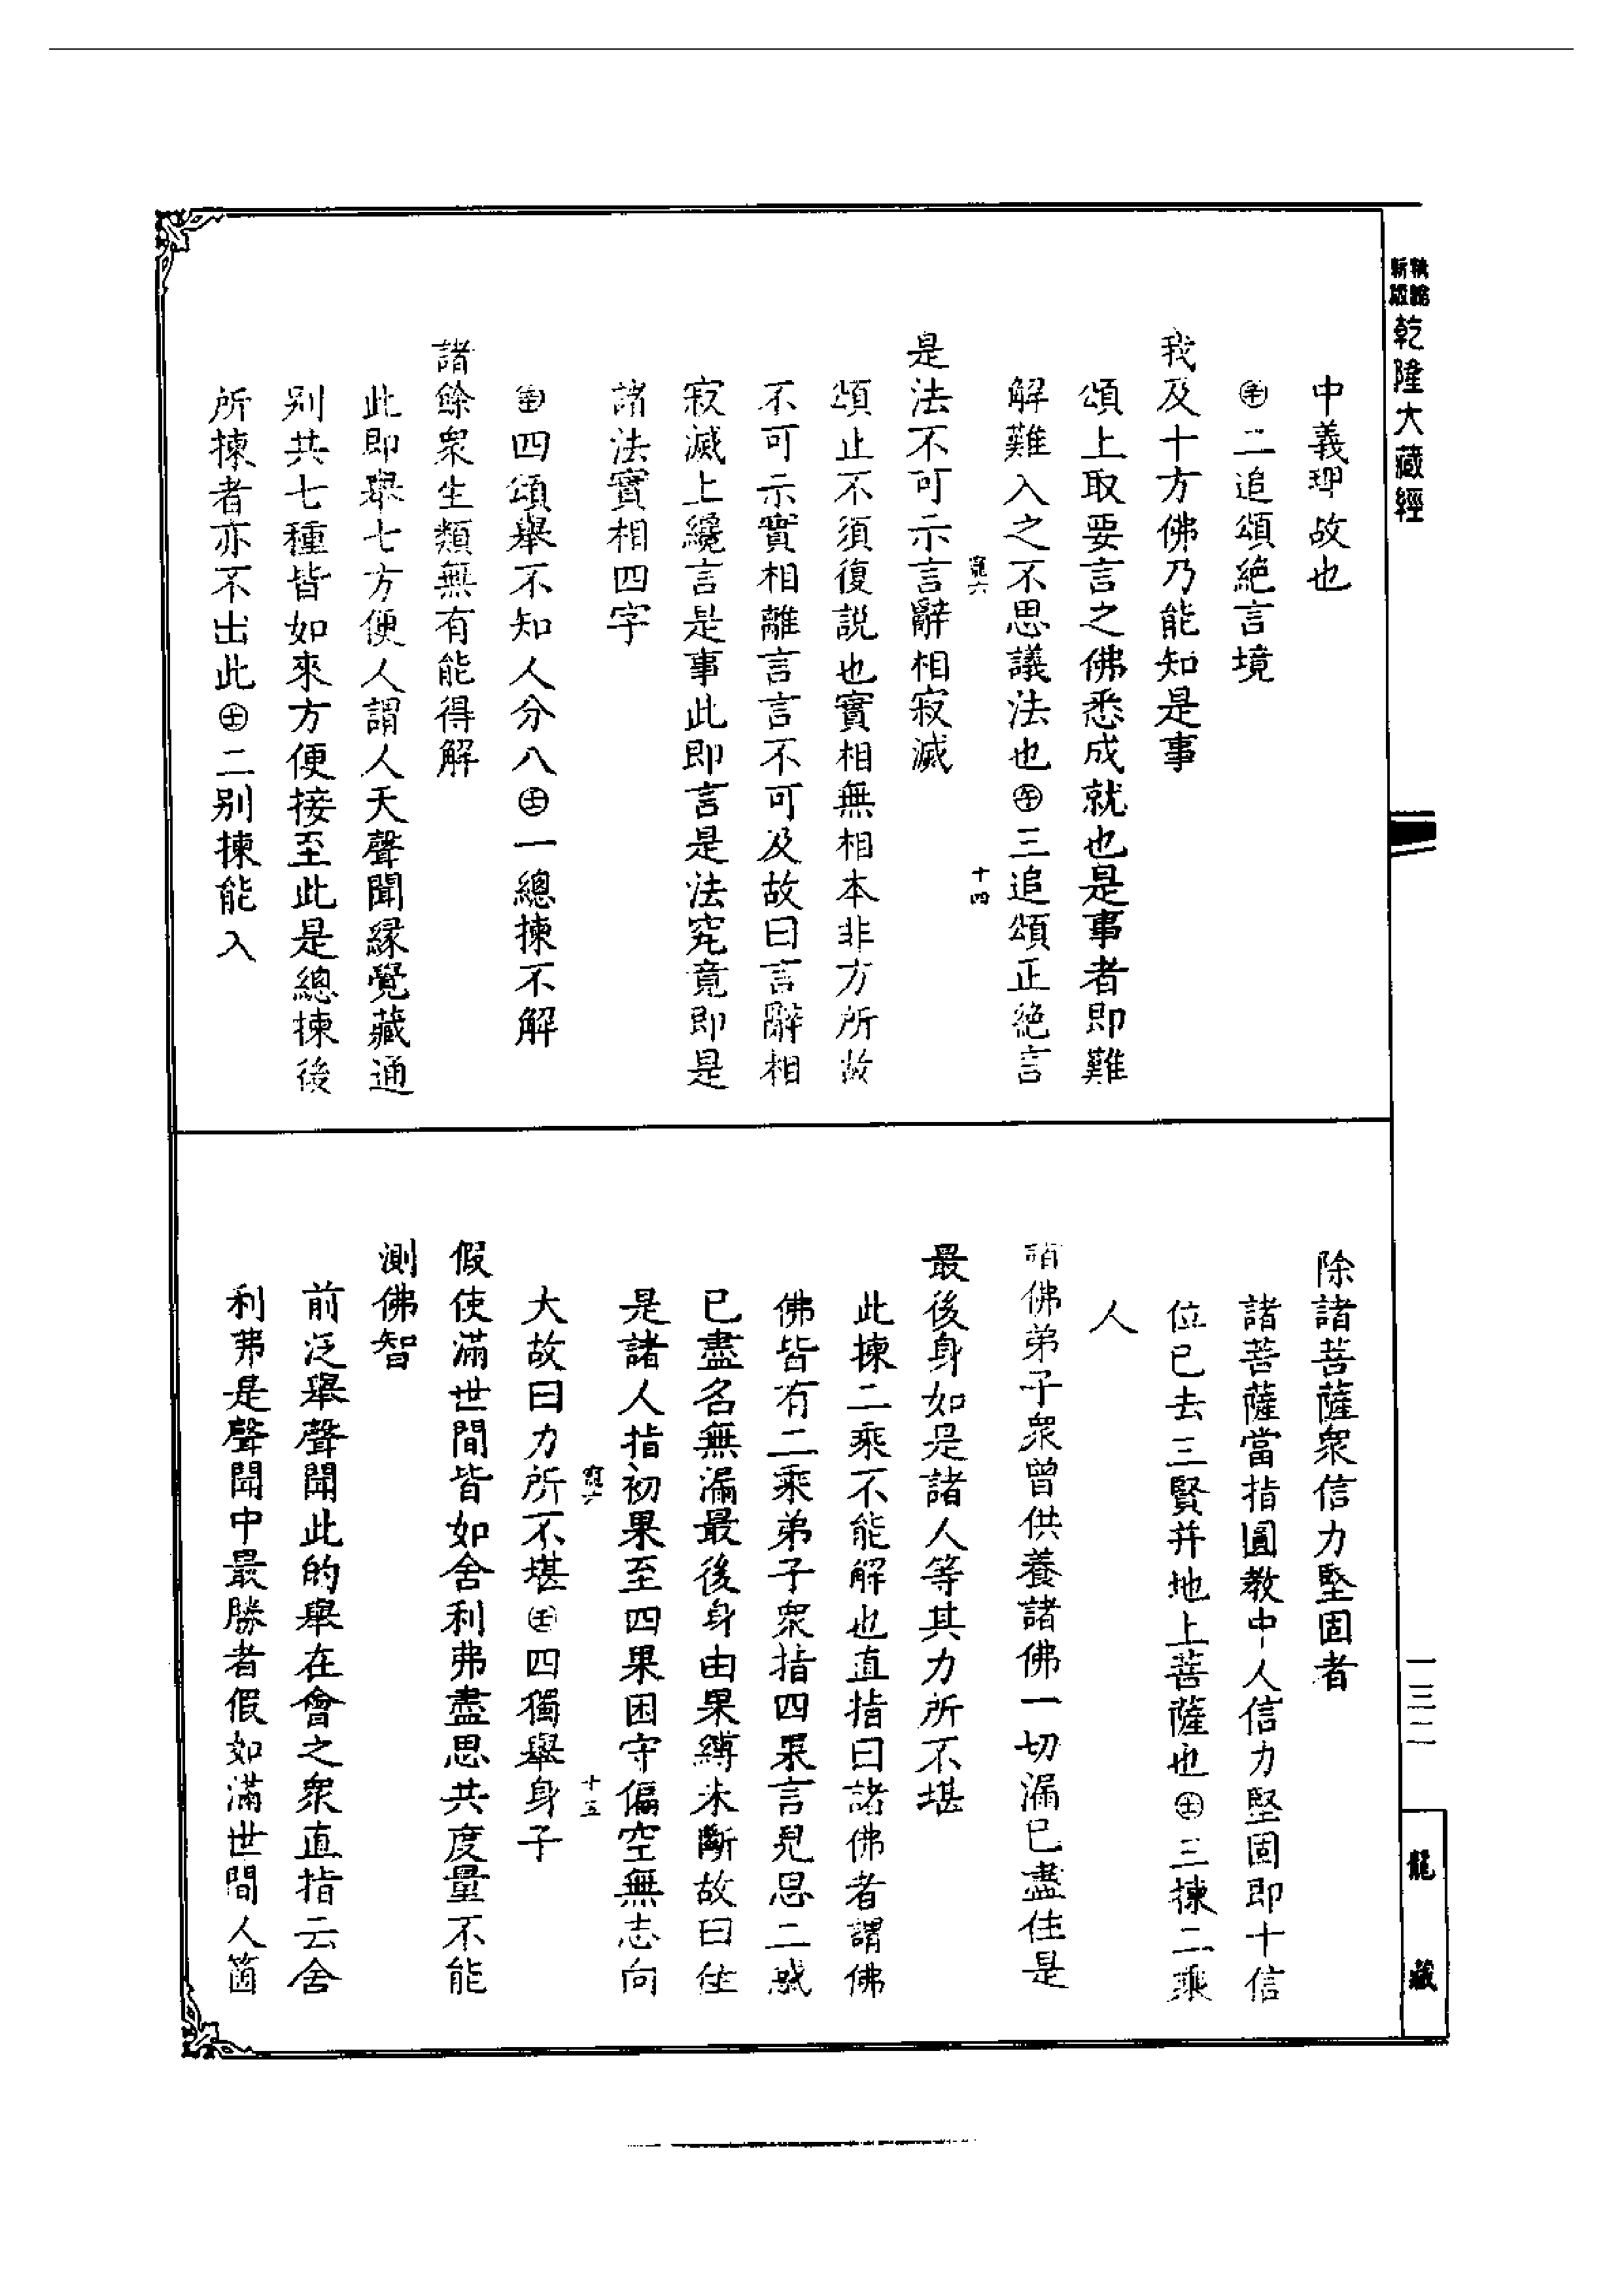 乾隆大藏經
中義理故也
二追頌絕言境
我及十方佛乃能知是事
頌上取要言之佛悉成就也是事者即難
解難入之不思議法也㊌三追頌正絕言
是法不可示言辭相寂滅
十四
頌止不須復説也實相無相本非方所故
不可示實相離言言不可及故曰言辭相
寂滅上纔言是事此即言是法究竟即是
諸法實相四字
四頌舉不知人分八㊏一總揀不解
諸餘衆生類無有能得解
此即舉七方便人謂人天聲聞緣覺藏通
别共七種皆如來方便接至此是總揀後
所揀者亦不出此㊏二别揀能入
一三二
龍藏
除諸菩薩衆信力堅固者
諸菩薩當指圓教中人信力堅固即十信
位已去三賢并地上菩薩也㊏三揀二乘
人
諸佛弟子衆曾供養諸佛一切漏已盡住是
最後身如是諸人等其力所不堪
此揀二乘不能解也直指曰諸佛者謂佛
佛皆有二乘弟子衆指四果言見思二惑
已盡名無漏最後身由果縛未斷故曰住
是諸人指初果至四果困守偏空無志向
十五
大故曰力所不堪㊏四獨舉身子
假使滿世間皆如舍利弗盡思共度量不能
測佛智
前泛舉聲聞此的舉在會之衆直指云舍
利弗是聲聞中最勝者假如滿世間人箇